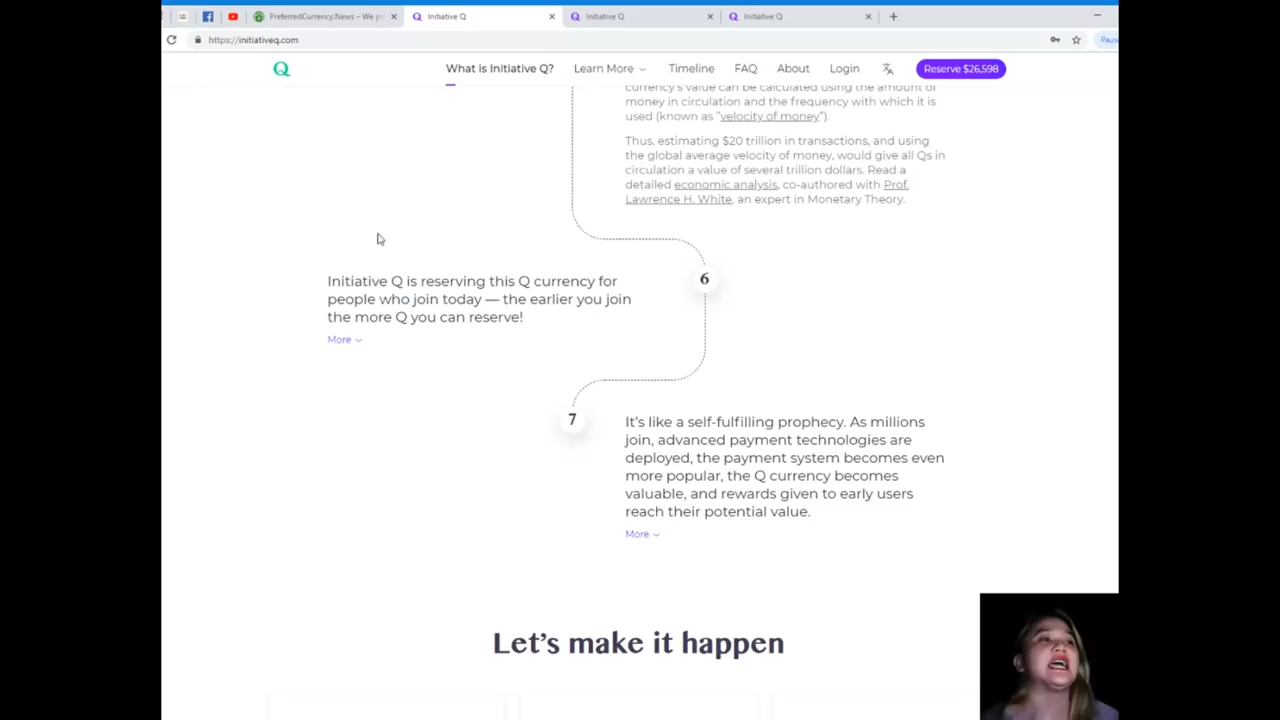 PreferredCurrency.News – We pr
Initiative Q
Initiative Q
Initiative Q
https://initiativeq.com
Paus
Q
What is Initiative Q?
Learn More
Timeline
FAQ
About
Login
Reserve $26,598
currency's value can be calculated using the amount of
money in circulation and the frequency with which it is
used (known as "velocity of money").
Thus, estimating $20 trillion in transactions, and using
the global average velocity of money, would give all Qs in
circulation a value of several trillion dollars. Read a
detailed economic analysis, co-authored with Prof.
Lawrence H. White, an expert in Monetary Theory.
6
Initiative Q is reserving this Q currency for
people who join today — the earlier you join
the more Q you can reserve!
More
7
It's like a self-fulfilling prophecy. As millions
join, advanced payment technologies are
deployed, the payment system becomes even
more popular, the Q currency becomes
valuable, and rewards given to early users
reach their potential value.
More
Let's make it happen